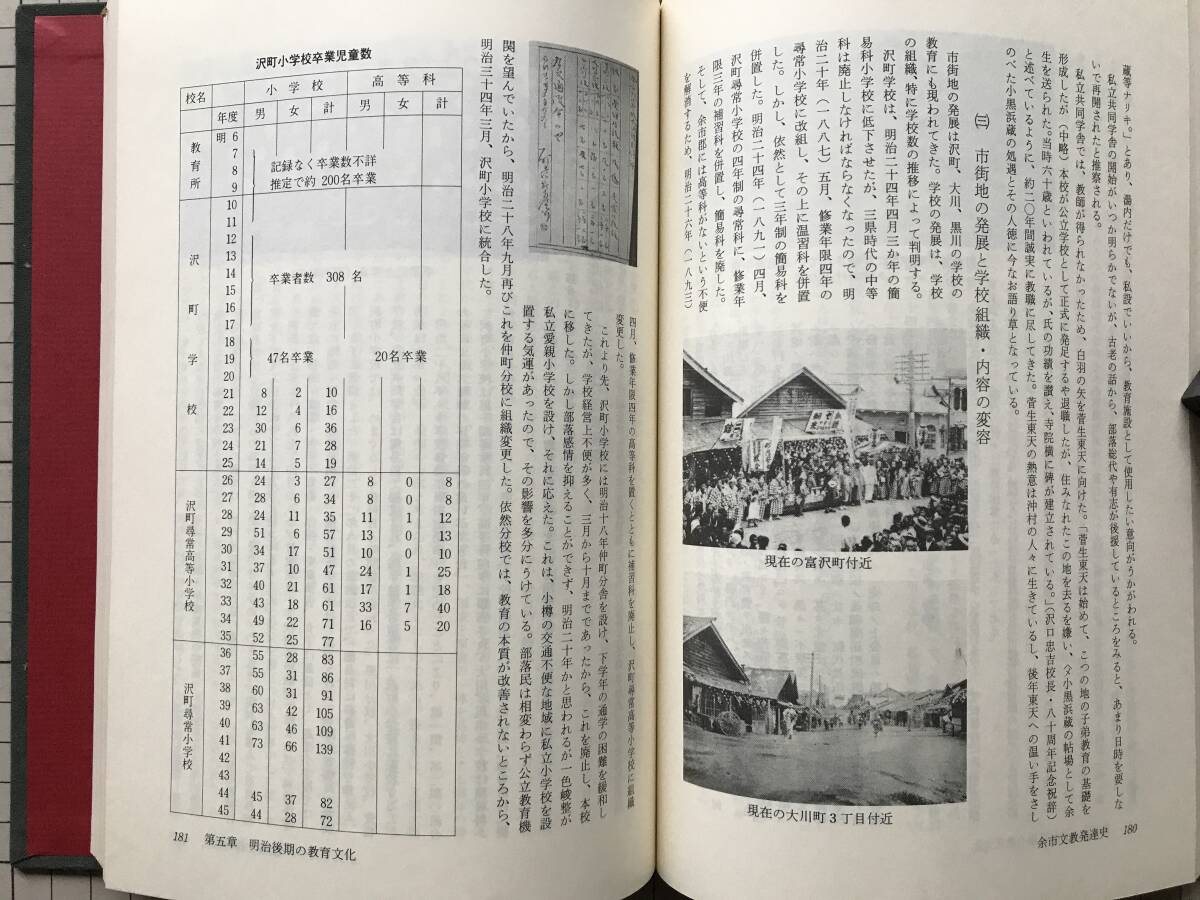 蔵等ナリキ。」とあり、湯内だけでも、私設でいいから、教育施設として使用したい意向がうかがわれる。
私立共同学舎の開始がいつか明らかでないが、古老の話から、部落総代や有志が後援しているところをみると、あまり日時を要しな
いで再開されたと推察される。
私立共同学舎では、教師が得られなかったため、白羽の矢を菅生東天に向けた。「菅生東天は始めて、こつの地の子弟教育の基礎を
形成したが（中略）本校が公立学校として正式に発足するや退職したが、住みなれたこの地を去るを嫌い、〆小黒浜蔵の帖場として余
生を送られた。当時六十歳といわれているが、氏の功績を讃え、寺院横に碑が建立されている。」（沢口忠吉校長・八十周年記念祝辞）
と述べているように、約二〇年間誠実に教職に尽してきた。菅生東天の熱意は沖村の人々に生きているし、後年東天への温い手をさし
のべた小黒浜蔵の処遇とその人徳に今なお語り草となっている。
㈢　市街地の発展と学校組織・内容の変容
市街地の発展は沢町、大川、黒川の学校の
教育にも現われてきた。学校の発展は、学校
の組織、特に学校数の推移によって判明する。
沢町学校は、明治二十年四月三か年の簡
易科小学校に低下させたが、三県時代の中等
科は廃止しなければならなくなったので、明
治二十年（一八八七）五月、修業年限四年の
尋常小学校に改組し、その上に温習科を併置
した。しかし、依然として三年制の簡易科を
併置した。明治二十四年（一八九一）四月、
沢町尋常小学校の四年制の尋常科に、修業年
限三年の補習科を併置し、簡易科を廃した。
そして、余市郡には高等科がないという不便
を解消するため、明治二十六年（一八九三）
現在の富沢町付近
現在の大川町3丁目付近
余市文教発達史　180
四月、修業年限四年の高等科を置くとともに補習科を廃止し、沢町尋常高等小学校に組織
変更した。
これより先、沢町小学校には明治十八年仲町分舎を設け、下学年の通学の困難を緩和し
てきたが、学校経営上不便が多く、三月から十月までであったから、これを廃止し、本校
に移した。しかし部落感情を抑えることができず、明治二十年かと思われるが一色峻整が
私立愛親小学校を設け、それに応えた。これは、小樽の交通不便な地域に私立小学校を設
置する気運があったので、その影響を多分にうけている。部落民は相変わらず公立教育機
関を望んでいたから、明治二十八年九月再びこれを仲町分校に組織変更した。依然分校では、教育の本質が改善されないところから、
明治三十四年三月、沢町小学校に統合した。
沢町小学校卒業児童数
校名　年度　小学校　高等科
男　女　計　男　女　計
教育所
明 6
7
8
9
記録なく卒業数不詳
推定で約 200名卒業
沢町学校
10
11
12
13
14
15
16
17
卒業者数 308 名
18
19
20
47名卒業　20名卒業
21 8 2 10
22 12 4 16
23 30 6 36
24 21 7 28
25 14 5 19
沢町尋常高等小学校
26 24 3 27 8 0 8
27 28 6 34 8 0 8
28 24 11 35 11 1 12
29 51 6 57 13 0 13
30 34 17 51 10 0 10
31 37 10 47 24 1 25
32 40 21 61 17 1 18
33 43 18 61 33 7 40
34 49 22 71 16 5 20
35 52 25 77
沢町尋常小学校
36 55 28 83
37 55 31 86
38 60 31 91
39 63 42 105
40 63 46 109
41 73 66 139
42
43
44 45 37 82
45 44 28 72
181　第五章　明治後期の教育文化